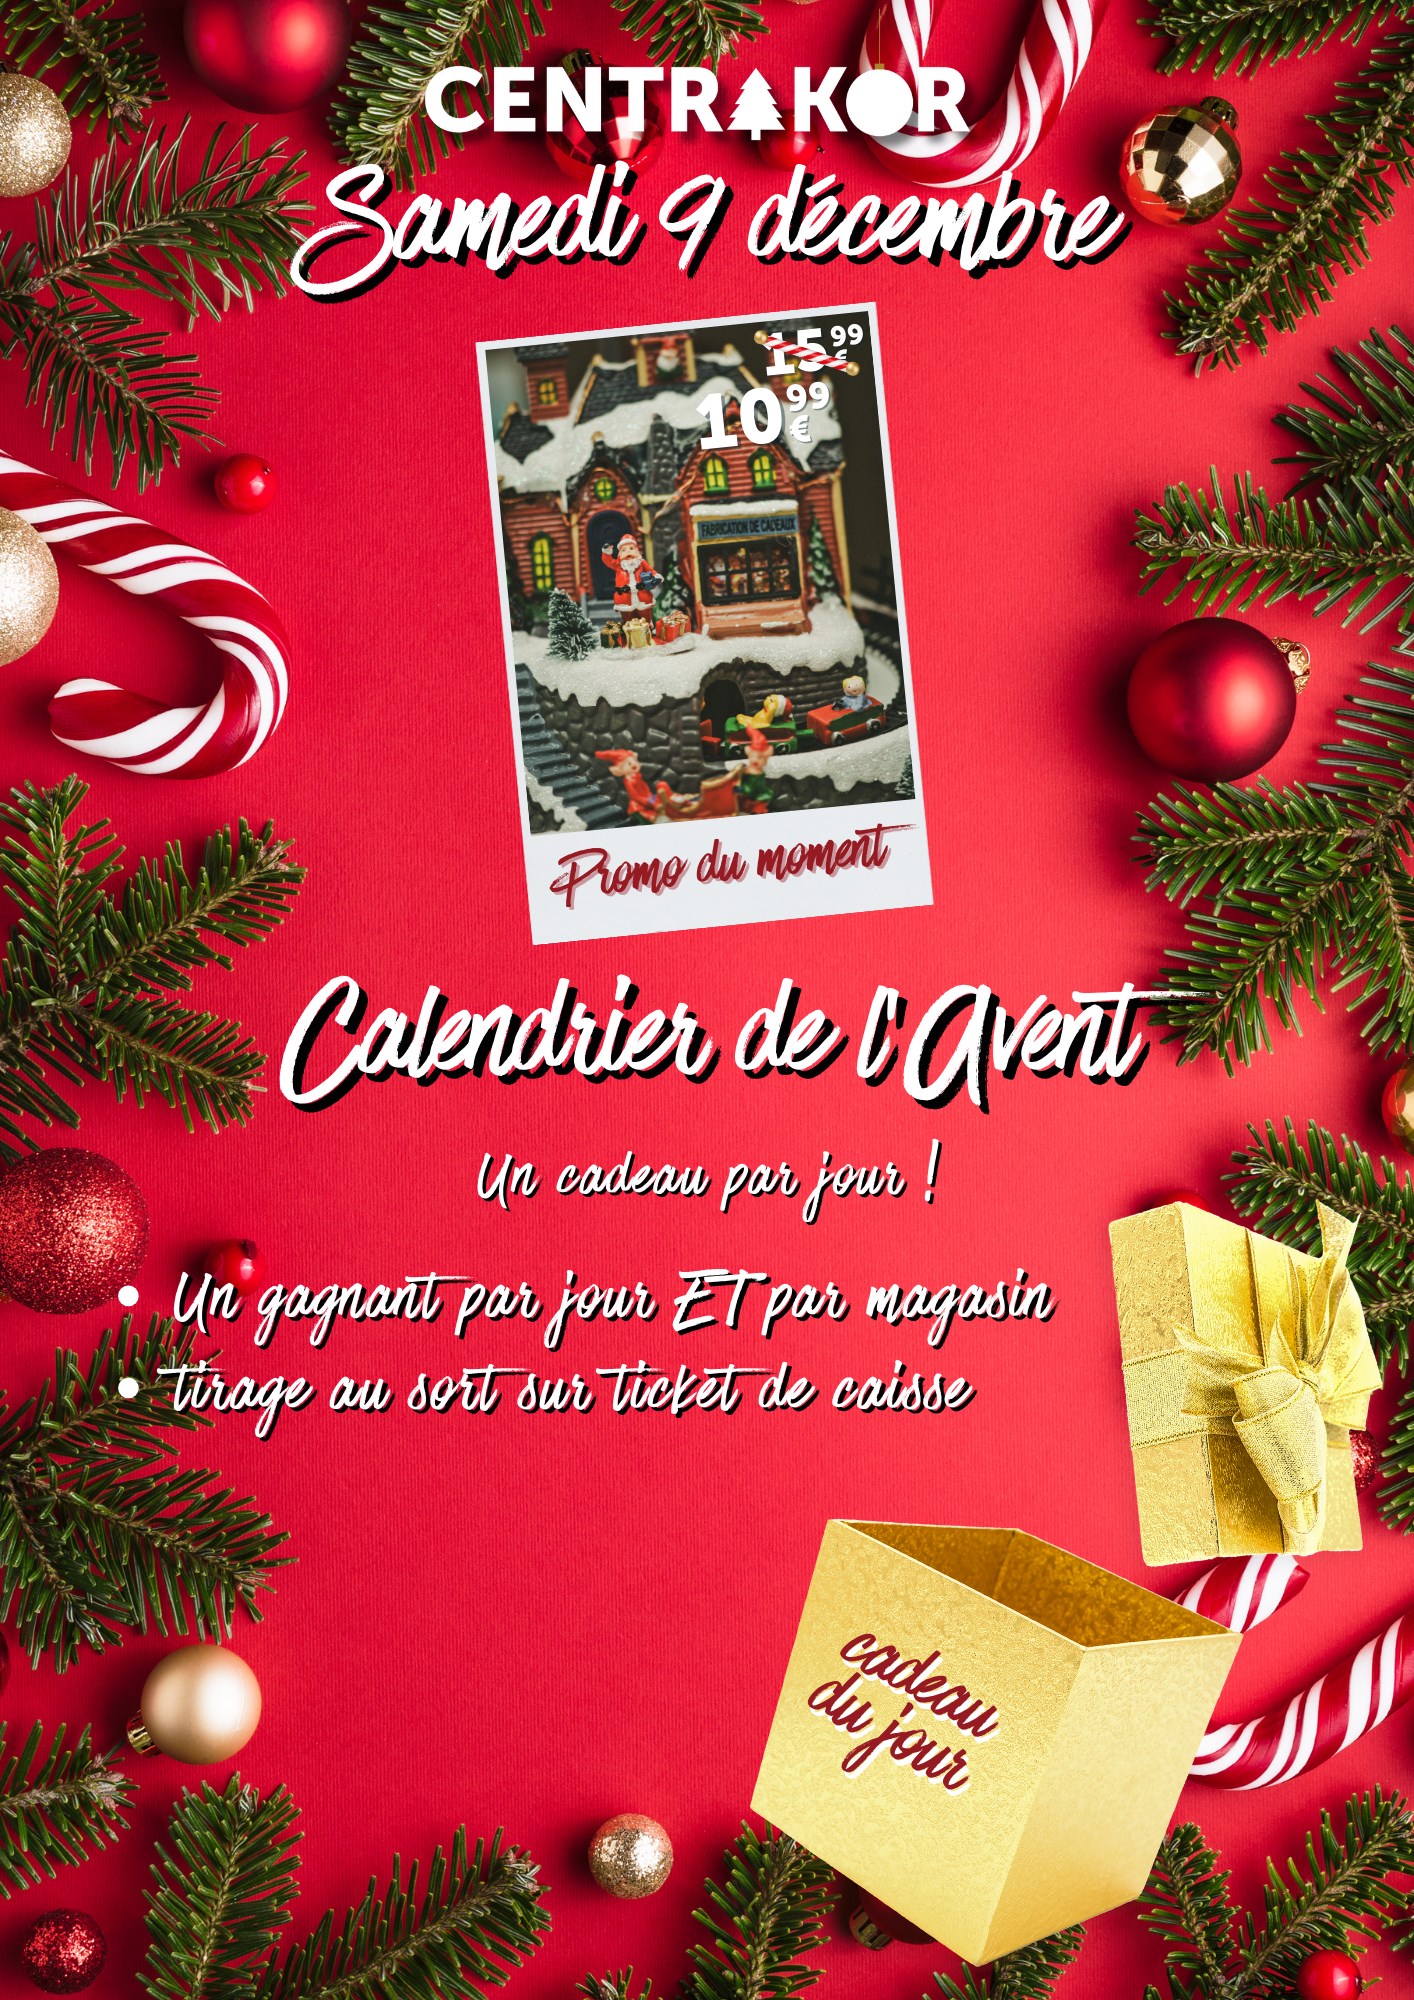 CENTRAKOR
Samedi 9 décembre
15€99
10€99
FABRICATION DE CADEAUX
Promo du moment
Calendrier de l'Avent
Un cadeau par jour !
• Un gagnant par jour ET par magasin
• tirage au sort sur ticket de caisse
cadeau
du jour